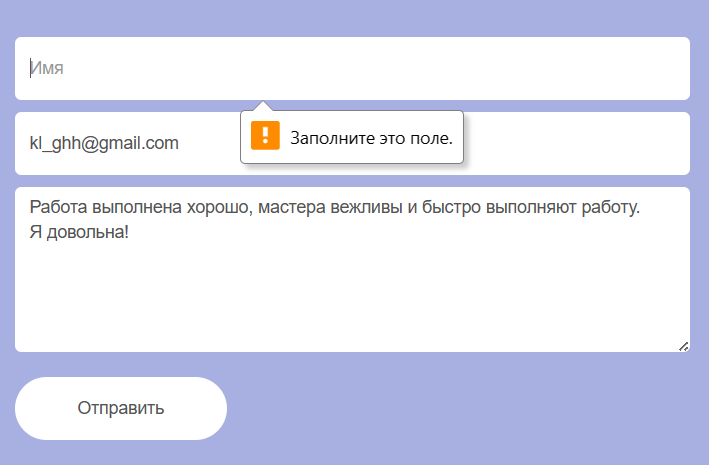 Имя
kl_ghh@gmail.com
Заполните это поле.
Работа выполнена хорошо, мастера вежливы и быстро выполняют работу.
Я довольна!
Отправить